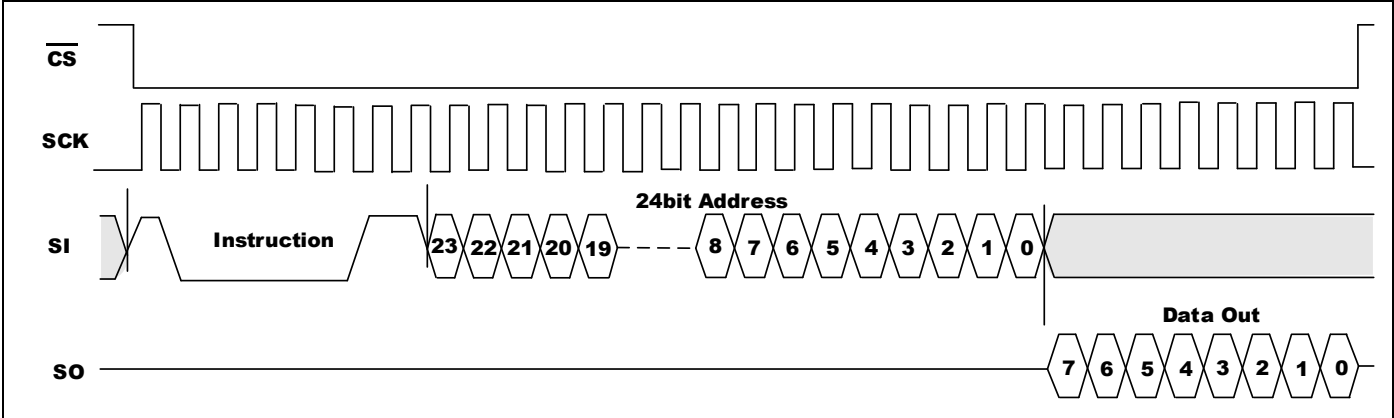 CS
SCK
24bit Address
SI Instruction 23 22 21 20 19 8 7 6 5 4 3 2 1 0
Data Out
SO 7 6 5 4 3 2 1 0